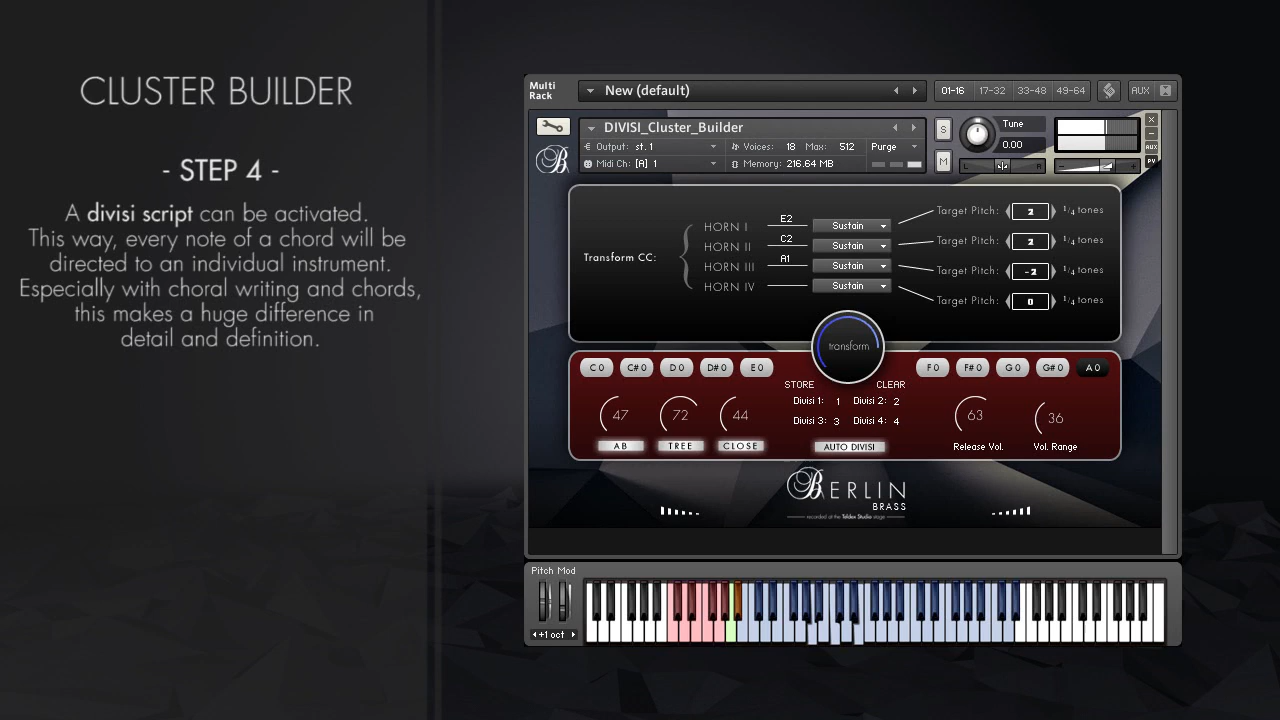 CLUSTER BUILDER
- STEP 4 -
A divisi script can be activated.
This way, every note of a chord will be
directed to an individual instrument.
Especially with choral writing and chords,
this makes a huge difference in
detail and definition.
Multi Rack
New (default)
01-16 17-32 33-48 49-64
AUX
DIVISI_Cluster_Builder
Output: st. 1 Voices: 18 Max: 512 Purge
Midi Ch: [A] 1 Memory: 216.64 MB
S
M
Tune
0.00
L R
AUX
PV
Transform CC:
HORN I E2 Sustain Target Pitch: 2 1/4 tones
HORN II C2 Sustain Target Pitch: 2 1/4 tones
HORN III A1 Sustain Target Pitch: -2 1/4 tones
HORN IV Sustain Target Pitch: 0 1/4 tones
transform
C 0 C# 0 D 0 D# 0 E 0 F 0 F# 0 G 0 G# 0 A 0
STORE CLEAR
Divisi 1: 1 Divisi 2: 2
Divisi 3: 3 Divisi 4: 4
47 72 44 63 36
AB TREE CLOSE AUTO DIVISI Release Vol. Vol. Range
BERLIN
BRASS
recorded at the Teldex Studio stage
Pitch Mod
+1 oct